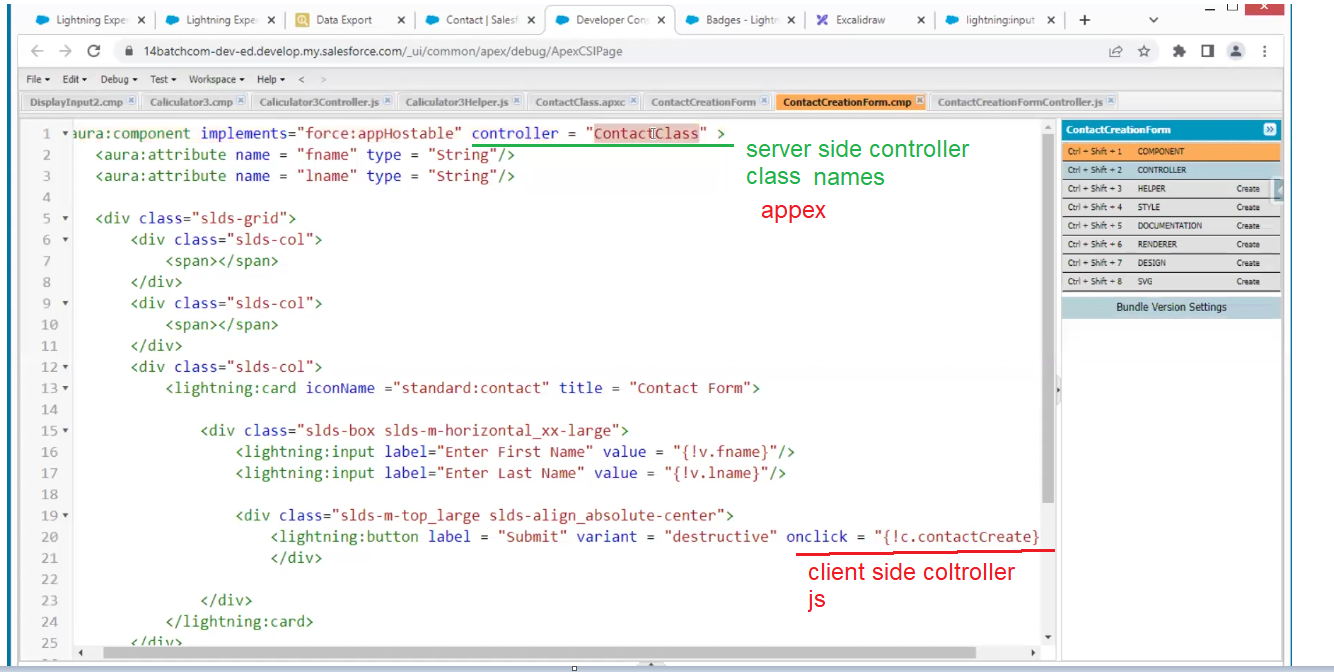 Lightning Expe
Lightning Expe
Data Export
Contact | Salesf
Developer Con
Badges - Lightn
Excalidraw
lightning:input
14batchcom-dev-ed.develop.my.salesforce.com/_ui/common/apex/debug/ApexCSIPage
File Edit Debug Test Workspace Help < >
DisplayInput2.cmp Caliculator3.cmp Caliculator3Controller.js Caliculator3Helper.js ContactClass.apxc ContactCreationForm ContactCreationForm.cmp ContactCreationFormController.js
1 aura:component implements="force:appHostable" controller = "ContactClass" >
2 <aura:attribute name = "fname" type = "String"/>
3 <aura:attribute name = "lname" type = "String"/>
4
5 <div class="slds-grid">
6 <div class="slds-col">
7 <span></span>
8 </div>
9 <div class="slds-col">
10 <span></span>
11 </div>
12 <div class="slds-col">
13 <lightning:card iconName ="standard:contact" title = "Contact Form">
14
15 <div class="slds-box slds-m-horizontal_xx-large">
16 <lightning:input label="Enter First Name" value = "{!v.fname}"/>
17 <lightning:input label="Enter Last Name" value = "{!v.lname}"/>
18
19 <div class="slds-m-top_large slds-align_absolute-center">
20 <lightning:button label = "Submit" variant = "destructive" onclick = "{!c.contactCreate}
21 </div>
22
23 </div>
24 </lightning:card>
25 </div>
server side controller
class names
appex
client side coltroller
js
ContactCreationForm
Ctrl + Shift + 1 COMPONENT
Ctrl + Shift + 2 CONTROLLER
Ctrl + Shift + 3 HELPER Create
Ctrl + Shift + 4 STYLE Create
Ctrl + Shift + 5 DOCUMENTATION Create
Ctrl + Shift + 6 RENDERER Create
Ctrl + Shift + 7 DESIGN Create
Ctrl + Shift + 8 SVG Create
Bundle Version Settings